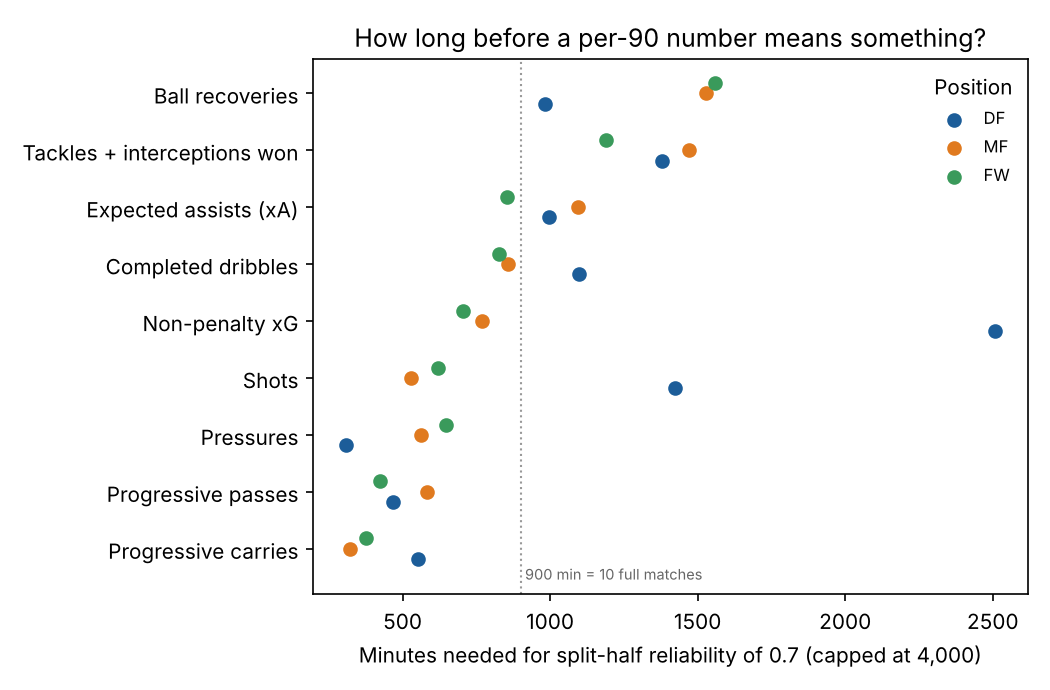 How long before a per-90 number means something?
Ball recoveries
Tackles + interceptions won
Expected assists (xA)
Completed dribbles
Non-penalty xG
Shots
Pressures
Progressive passes
Progressive carries
Position
DF
MF
FW
900 min = 10 full matches
500 1000 1500 2000 2500
Minutes needed for split-half reliability of 0.7 (capped at 4,000)